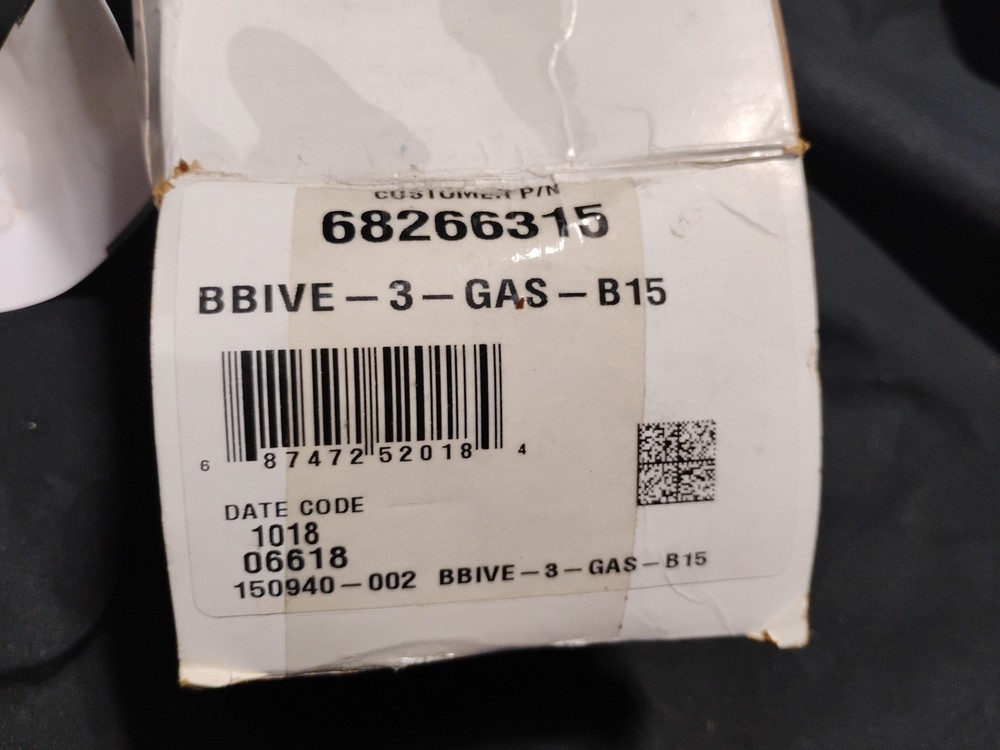 CUSTOMER P/N
68266315
BBIVE-3-GAS-B15
6 87472 52018 4
DATE CODE
1018
06618
150940-002 BBIVE-3-GAS-B15